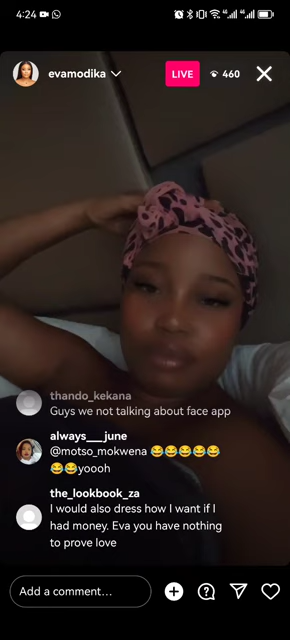 4:24
evamodika
LIVE
460
thando_kekana
Guys we not talking about face app
always___june
@motso_mokwena 😂😂😂😂😂
😂😂yoooh
the_lookbook_za
I would also dress how I want if I
had money. Eva you have nothing
to prove love
Add a comment...